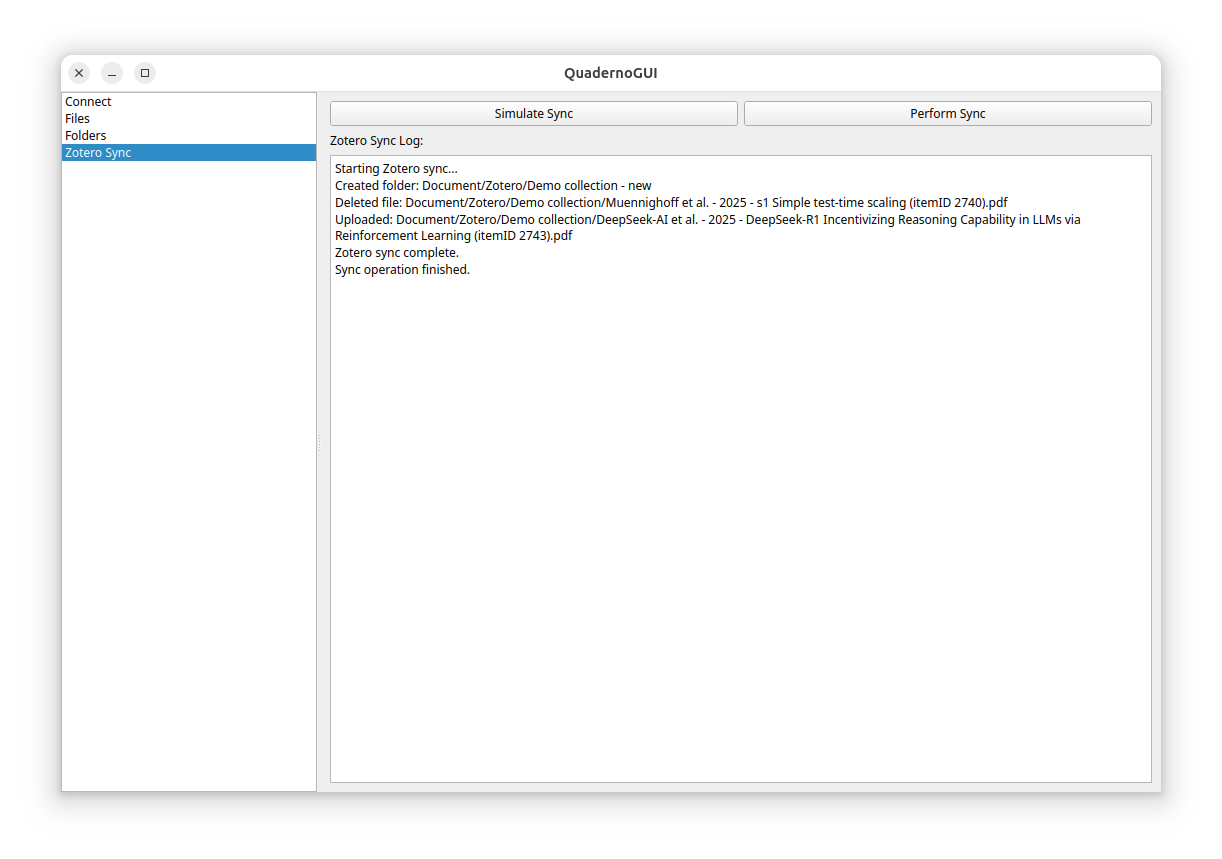 QuadernoGUI
Connect
Files
Folders
Zotero Sync
Simulate Sync
Perform Sync
Zotero Sync Log:
Starting Zotero sync...
Created folder: Document/Zotero/Demo collection - new
Deleted file: Document/Zotero/Demo collection/Muennighoff et al. - 2025 - s1 Simple test-time scaling (itemID 2740).pdf
Uploaded: Document/Zotero/Demo collection/DeepSeek-AI et al. - 2025 - DeepSeek-R1 Incentivizing Reasoning Capability in LLMs via
Reinforcement Learning (itemID 2743).pdf
Zotero sync complete.
Sync operation finished.